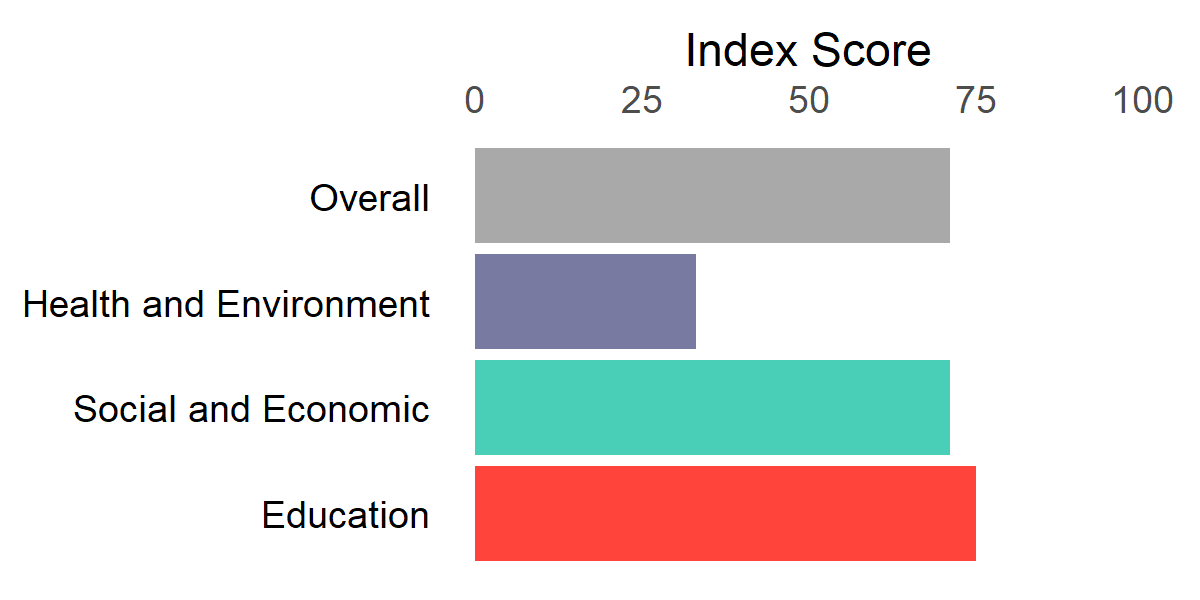 Index Score
0 25 50 75 100
Overall
Health and Environment
Social and Economic
Education